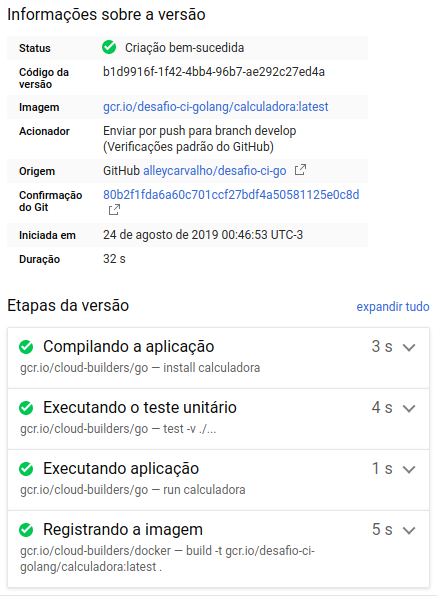 Informações sobre a versão
Status Criação bem-sucedida
Código da versão b1d9916f-1f42-4bb4-96b7-ae292c27ed4a
Imagem gcr.io/desafio-ci-golang/calculadora:latest
Acionador Enviar por push para branch develop
(Verificações padrão do GitHub)
Origem GitHub alleycarvalho/desafio-ci-go
Confirmação do Git 80b2f1fda6a60c701ccf27bdf4a50581125e0c8d
Iniciada em 24 de agosto de 2019 00:46:53 UTC-3
Duração 32 s
Etapas da versão expandir tudo
Compilando a aplicação 3 s
gcr.io/cloud-builders/go — install calculadora
Executando o teste unitário 4 s
gcr.io/cloud-builders/go — test -v ./...
Executando aplicação 1 s
gcr.io/cloud-builders/go — run calculadora
Registrando a imagem 5 s
gcr.io/cloud-builders/docker — build -t gcr.io/desafio-ci-
golang/calculadora:latest .